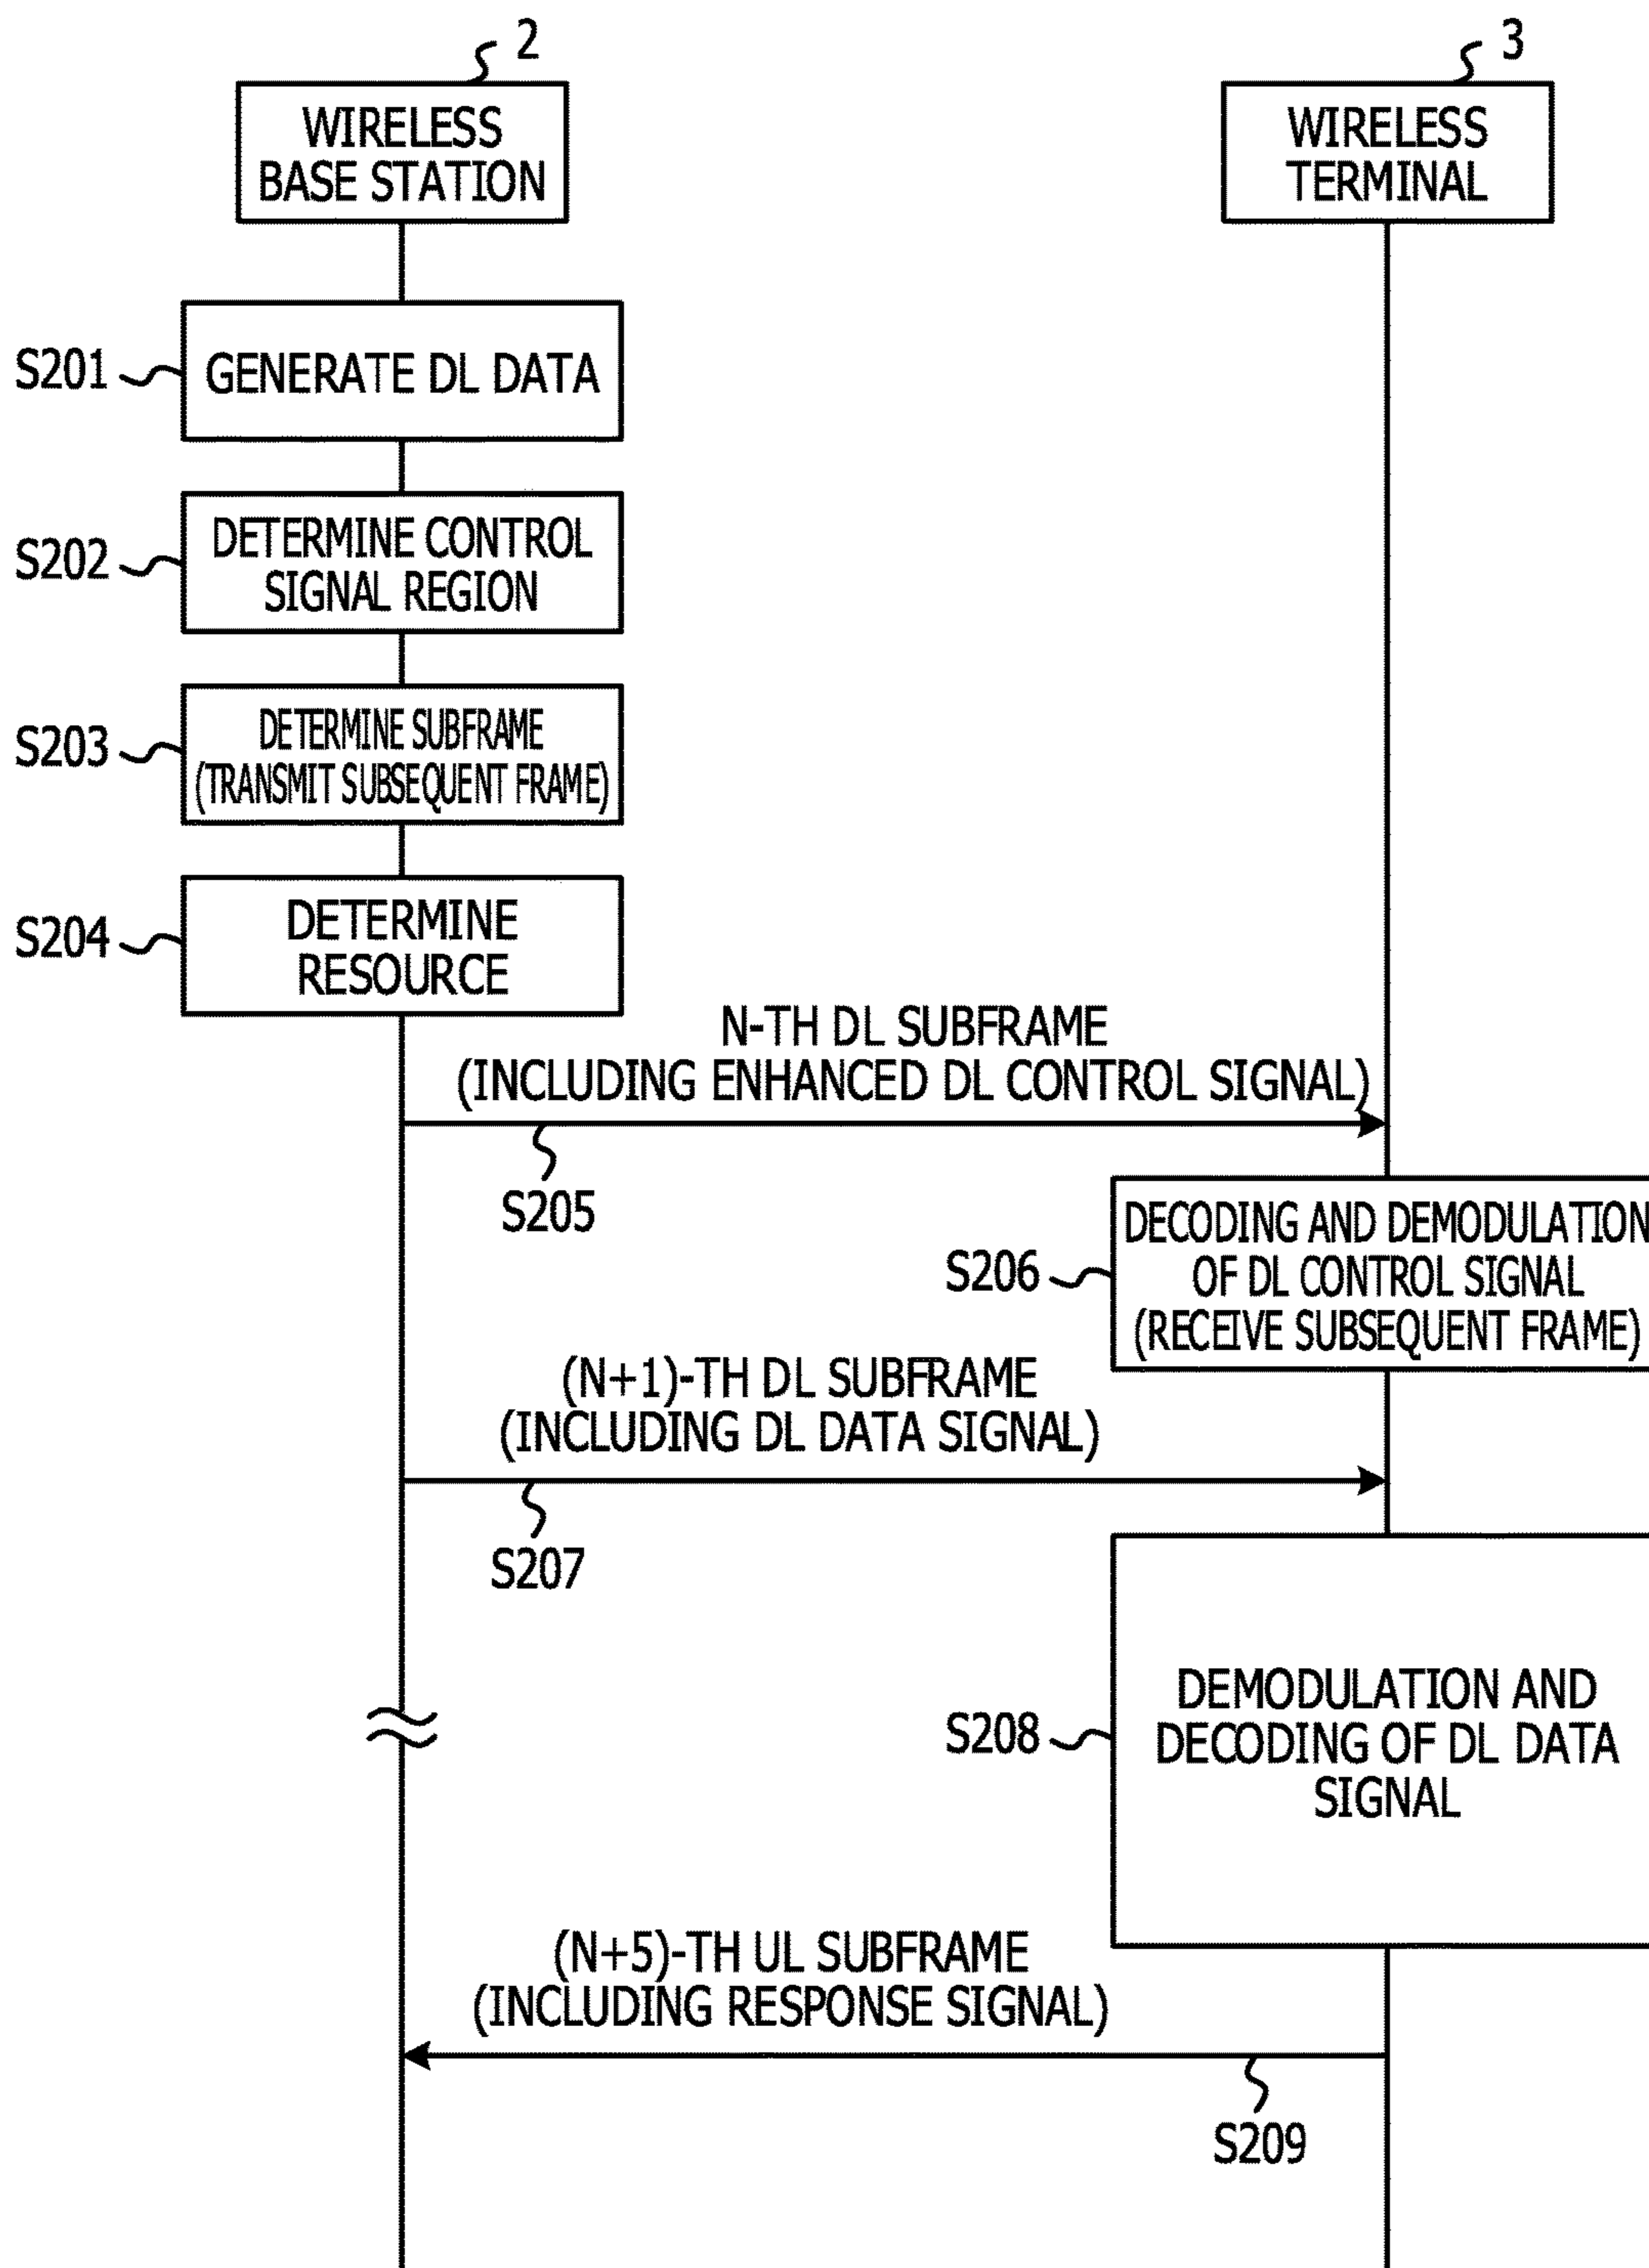 2
3
WIRELESS
BASE STATION
WIRELESS
TERMINAL
S201
GENERATE DL DATA
S202
DETERMINE CONTROL
SIGNAL REGION
S203
DETERMINE SUBFRAME
(TRANSMIT SUBSEQUENT FRAME)
S204
DETERMINE
RESOURCE
N-TH DL SUBFRAME
(INCLUDING ENHANCED DL CONTROL SIGNAL)
S205
S206
DECODING AND DEMODULATION
OF DL CONTROL SIGNAL
(RECEIVE SUBSEQUENT FRAME)
(N+1)-TH DL SUBFRAME
(INCLUDING DL DATA SIGNAL)
S207
S208
DEMODULATION AND
DECODING OF DL DATA
SIGNAL
(N+5)-TH UL SUBFRAME
(INCLUDING RESPONSE SIGNAL)
S209